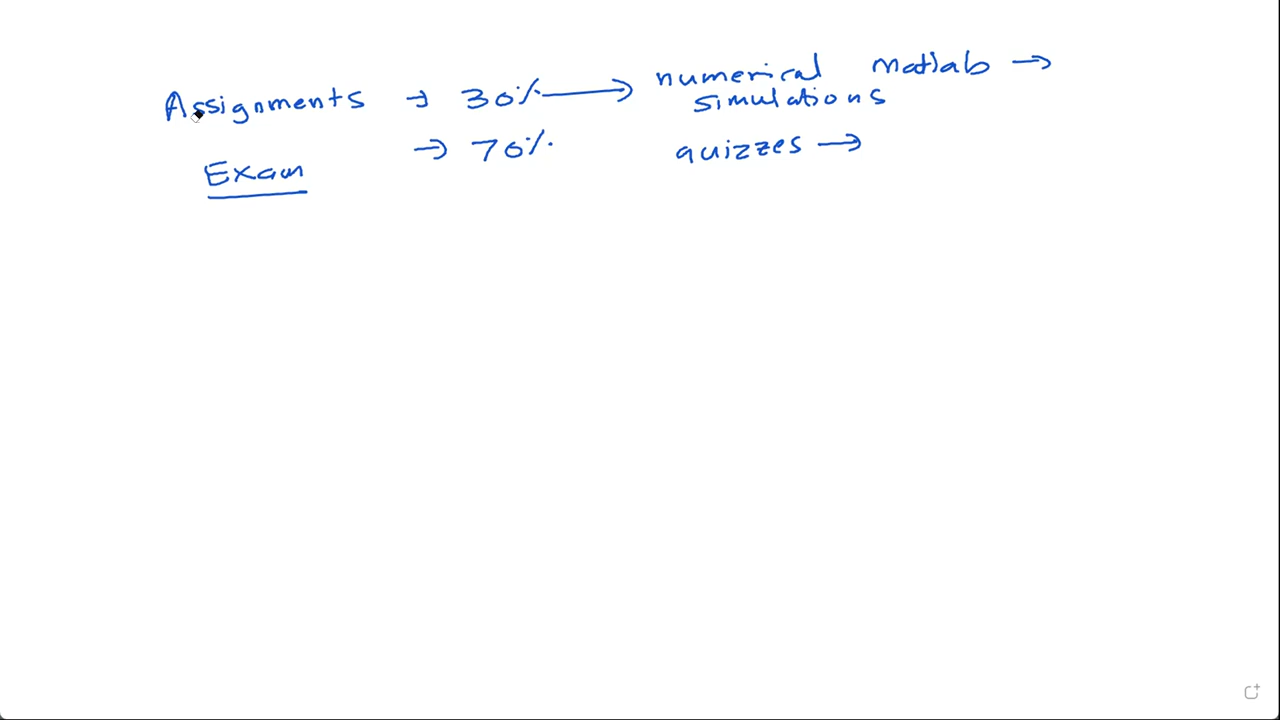 Assignments → 30% → numerical matlab →
simulations
→ 70% quizzes →
Exam